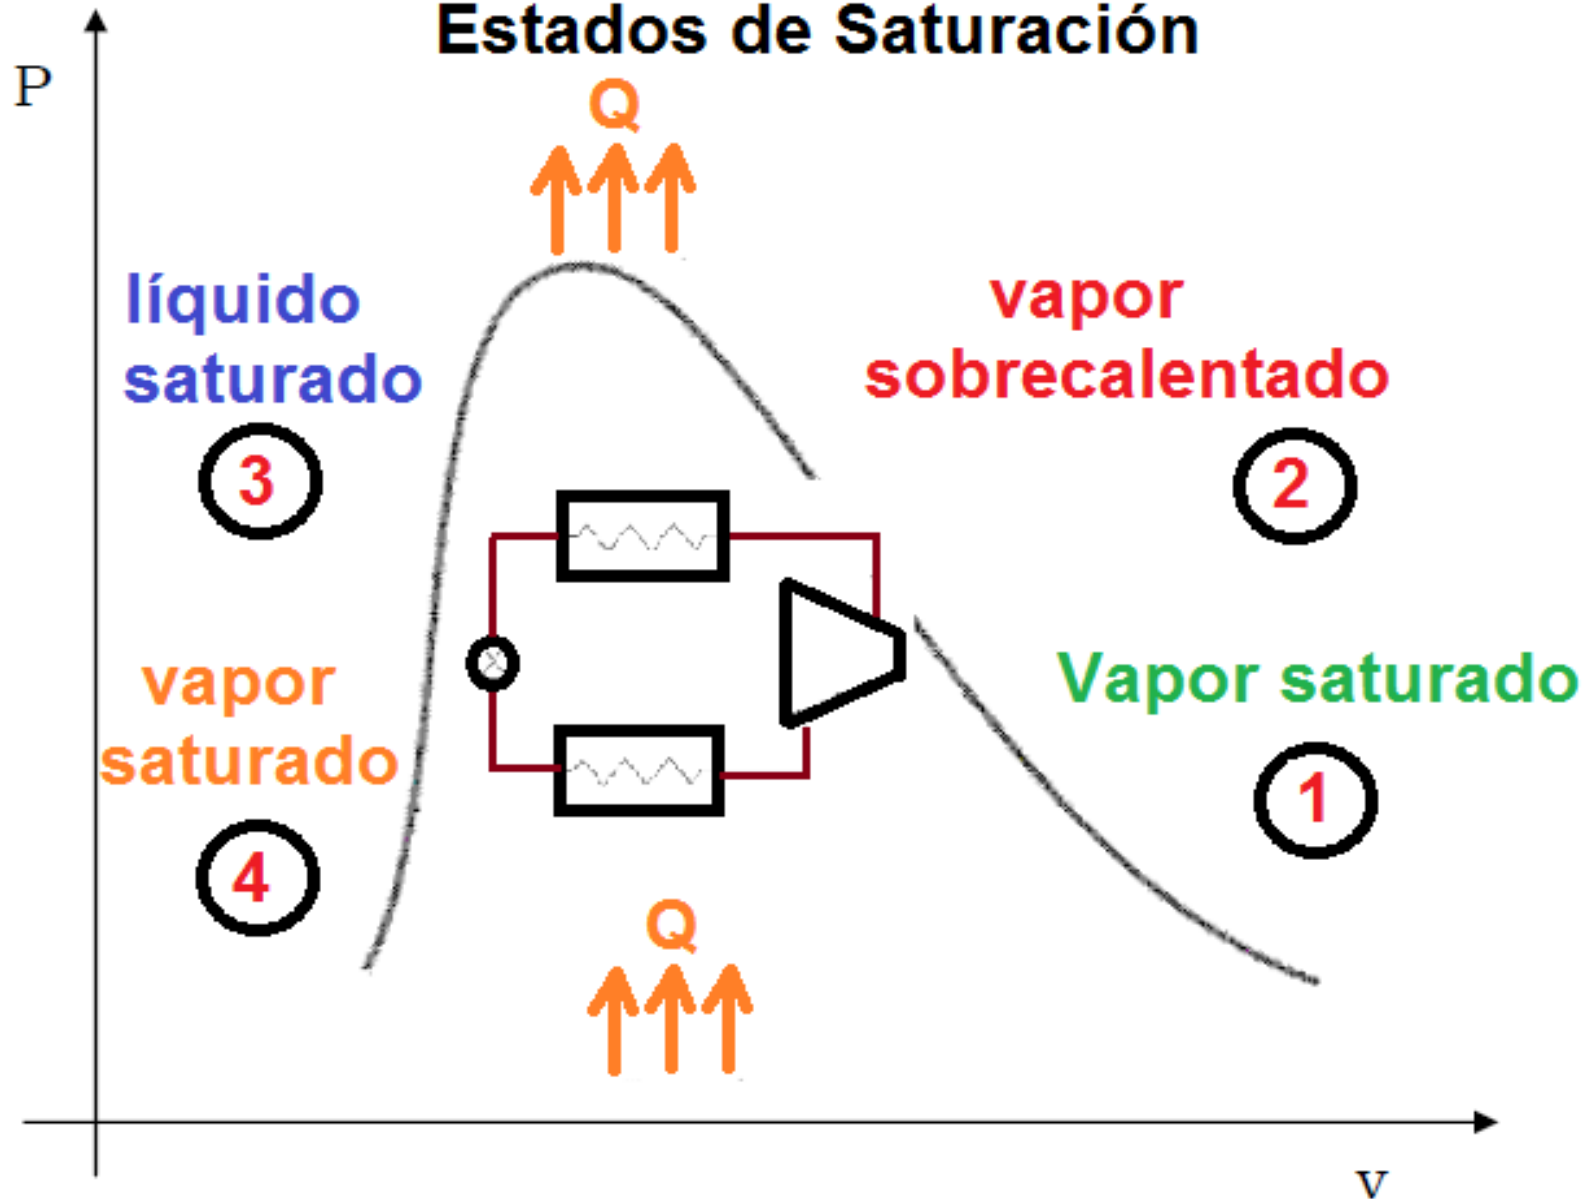 Estados de Saturación
P
Q
líquido
saturado
3
vapor
sobrecalentado
2
vapor
saturado
4
Vapor saturado
1
Q
v